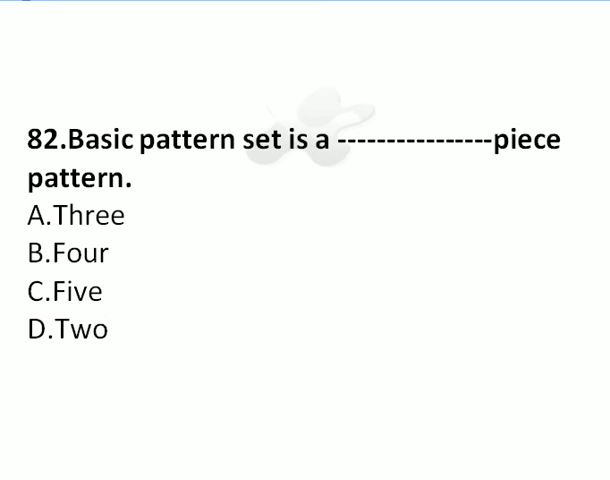 82.Basic pattern set is a ----------------piece
pattern.
A.Three
B.Four
C.Five
D.Two